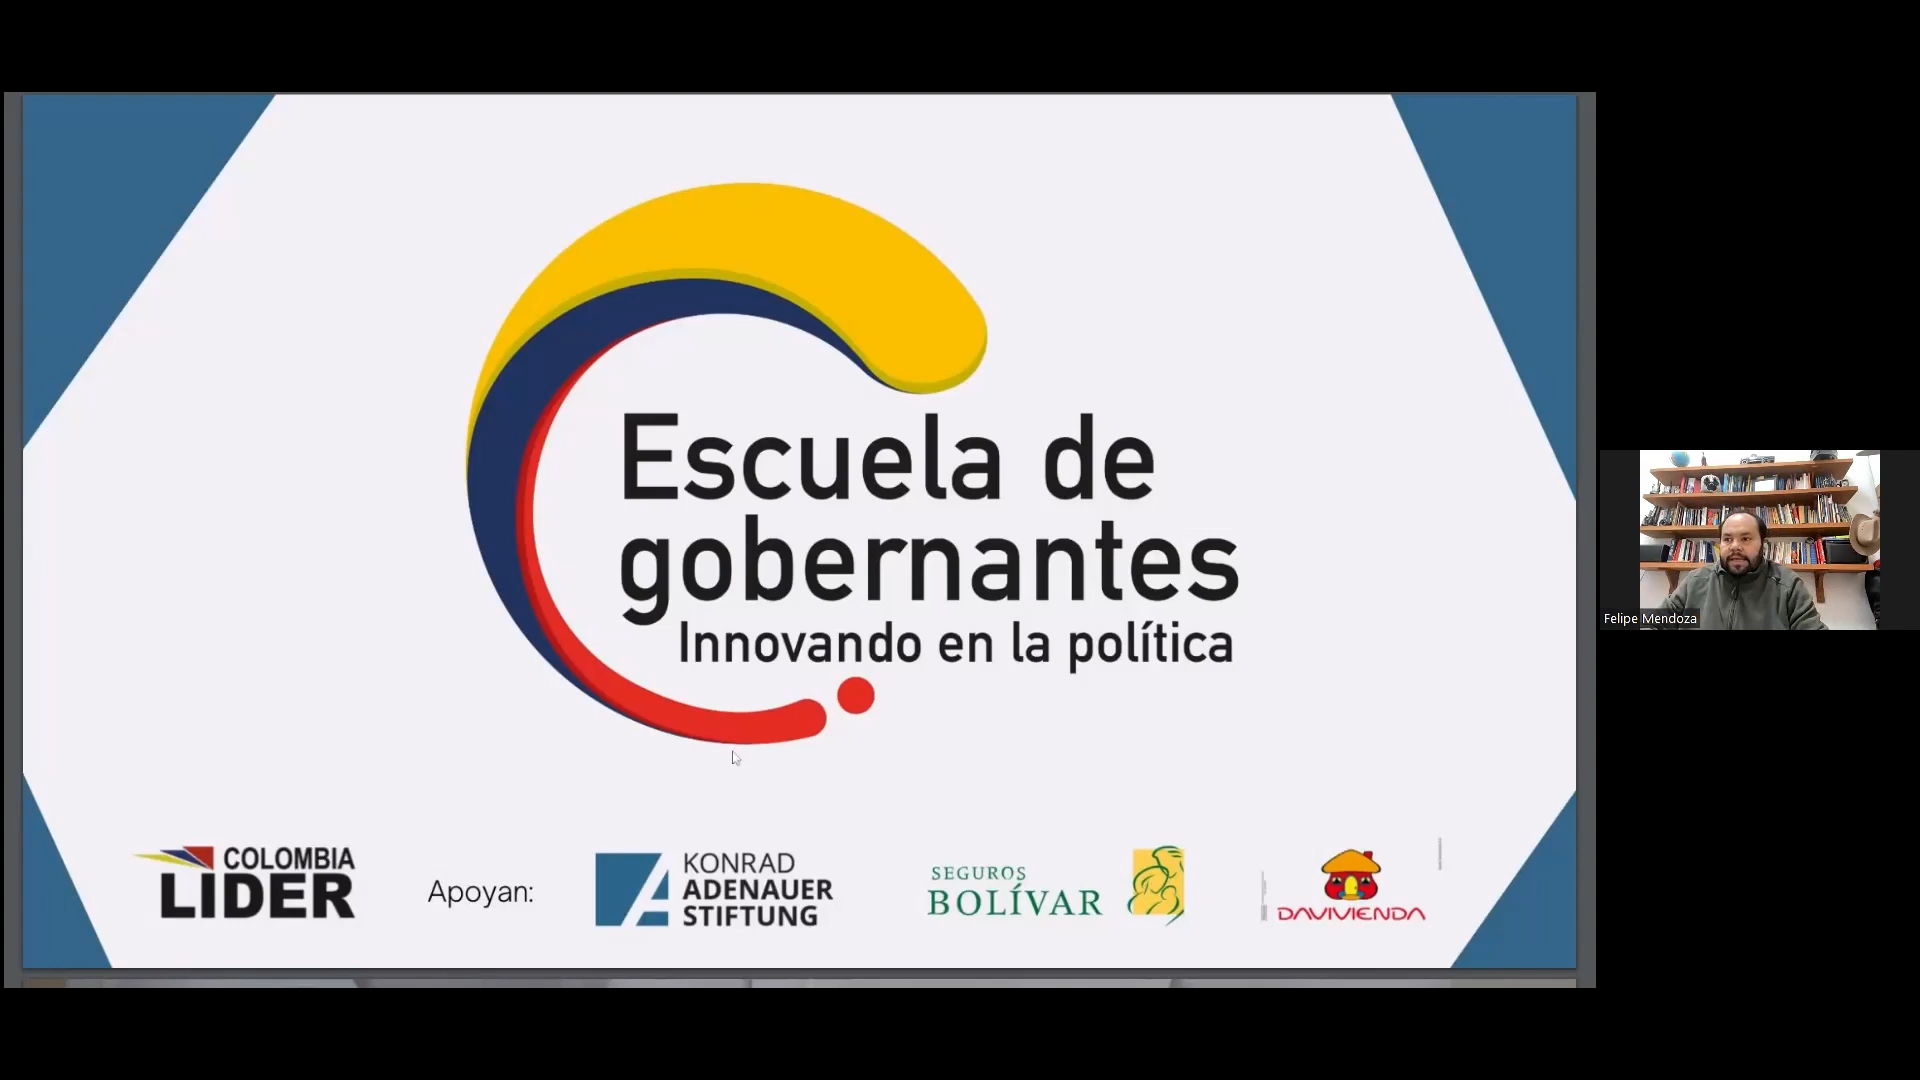 Escuela de
gobernantes
Innovando en la política
COLOMBIA
LIDER
Apoyan:
KONRAD
ADENAUER
STIFTUNG
SEGUROS
BOLÍVAR
DAVIVIENDA
Felipe Mendoza